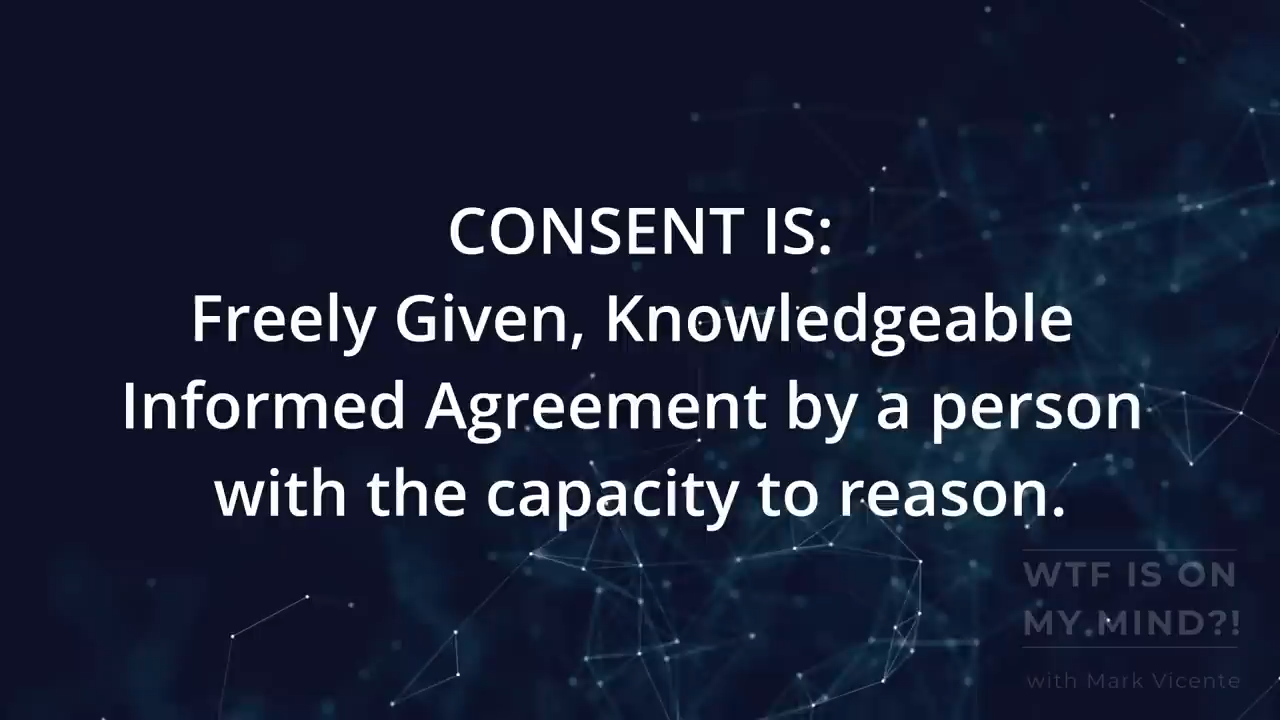 CONSENT IS:
Freely Given, Knowledgeable
Informed Agreement by a person
with the capacity to reason.
WTF IS ON
MY MIND?!
with Mark Vicente